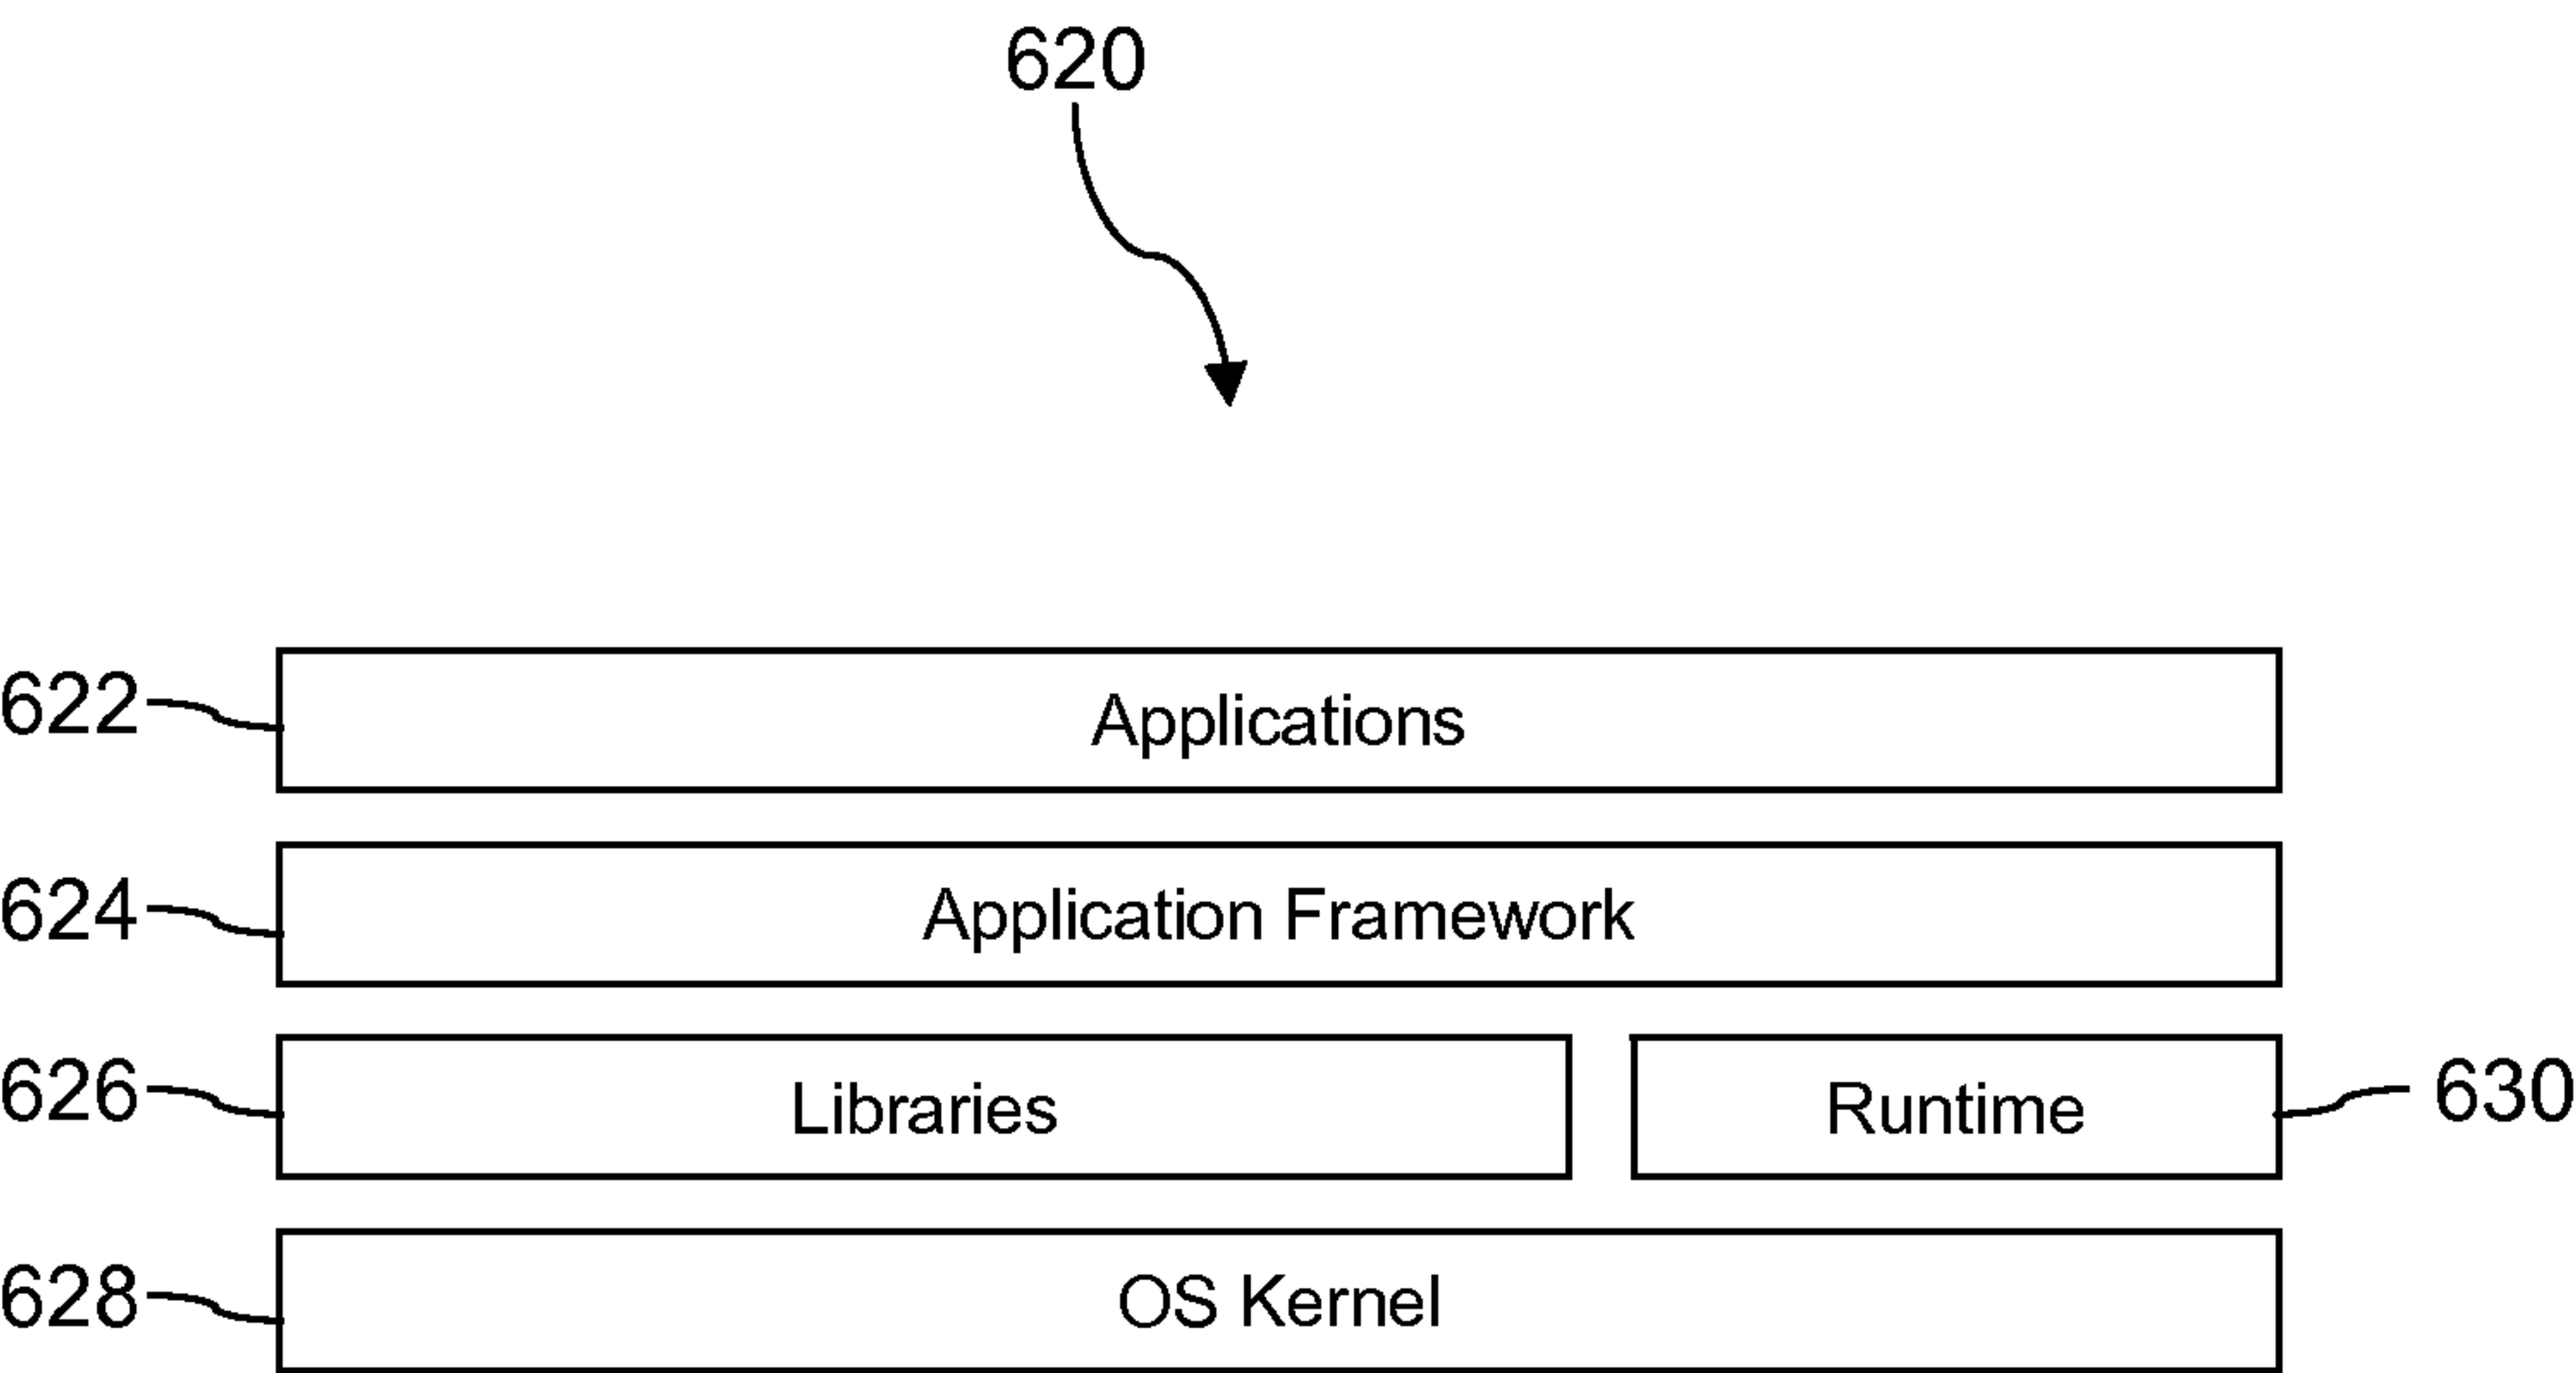 620
622 Applications
624 Application Framework
626 Libraries Runtime 630
628 OS Kernel